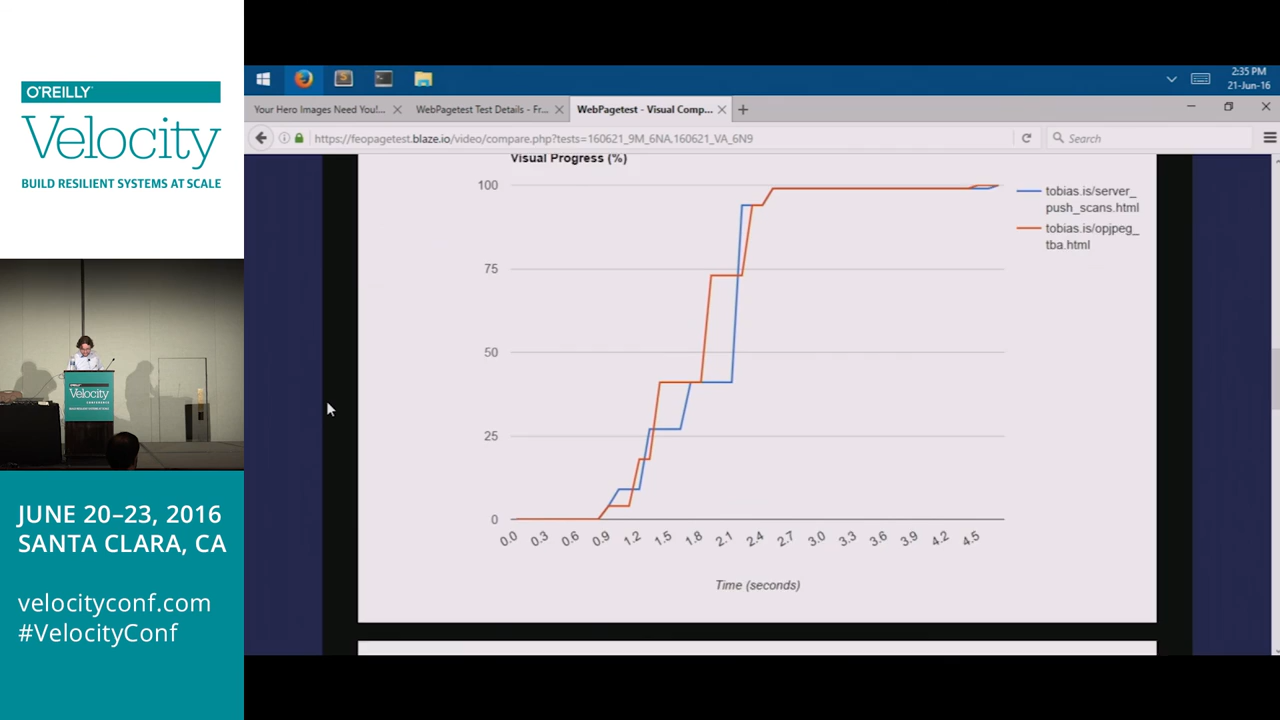 O'REILLY
Velocity
BUILD RESILIENT SYSTEMS AT SCALE
Velocity
CONFERENCE
JUNE 20–23, 2016
SANTA CLARA, CA
velocityconf.com
#VelocityConf
2:35 PM
21-Jun-16
Your Hero Images Need You!...
WebPagetest Test Details - Fr...
WebPagetest - Visual Comp...
https://feopagetest.blaze.io/video/compare.php?tests=160621_9M_6NA,160621_VA_6N9
Search
Visual Progress (%)
100
75
50
25
0
0.0 0.3 0.6 0.9 1.2 1.5 1.8 2.1 2.4 2.7 3.0 3.3 3.6 3.9 4.2 4.5
Time (seconds)
tobias.is/server_
push_scans.html
tobias.is/opjpeg_
tba.html